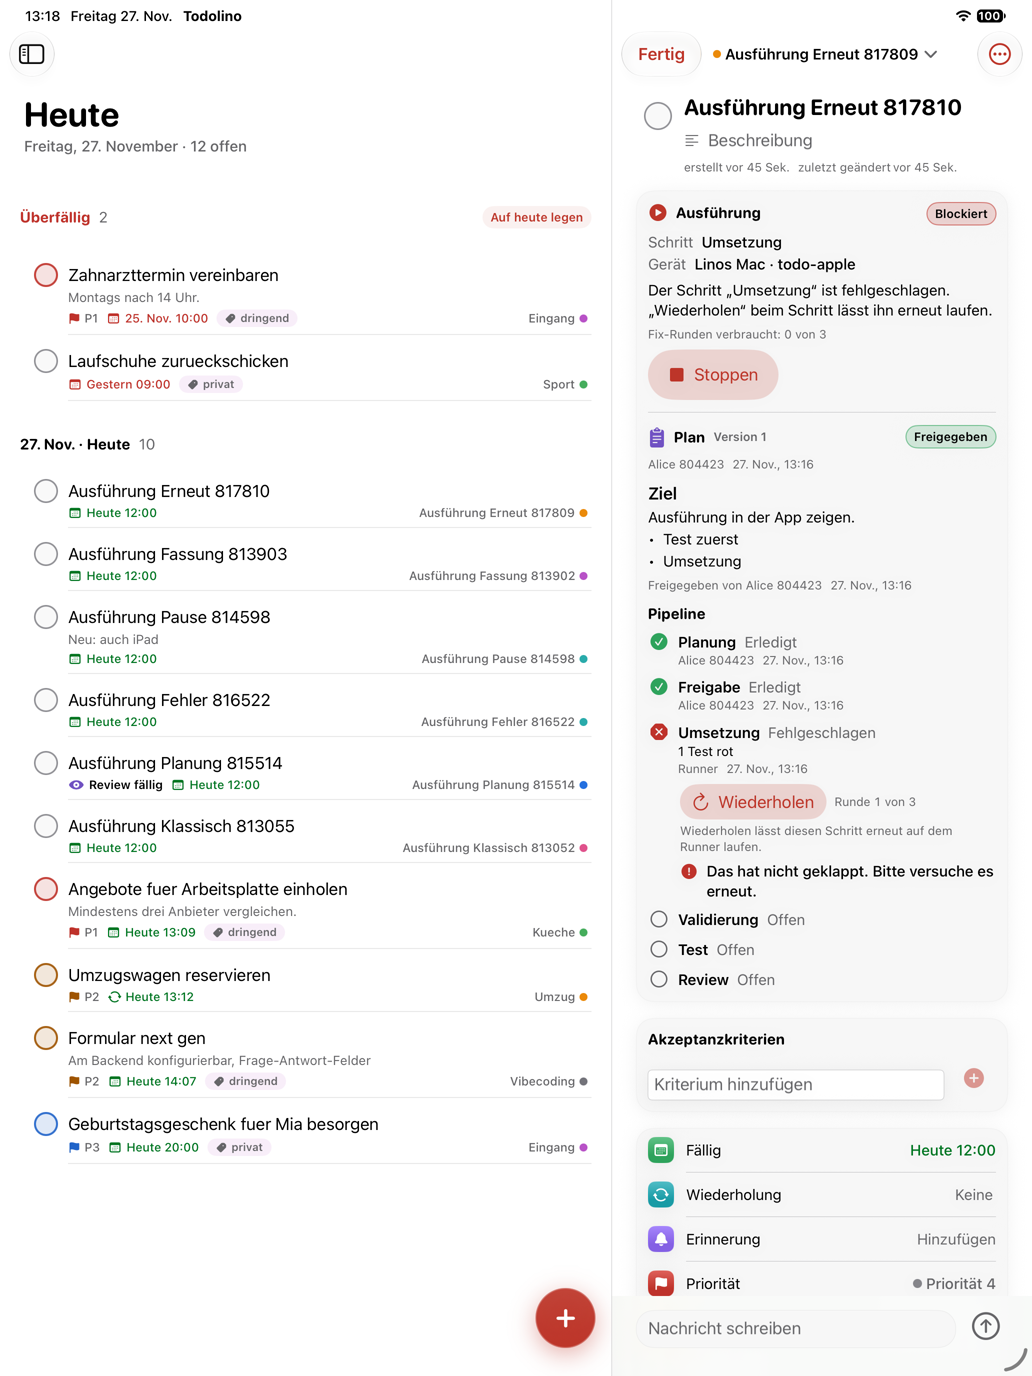 13:18 Freitag 27. Nov. Todolino
100
Heute
Freitag, 27. November · 12 offen
Überfällig 2
Auf heute legen
Zahnarzttermin vereinbaren
Montags nach 14 Uhr.
P1 25. Nov. 10:00 dringend Eingang
Laufschuhe zurueckschicken
Gestern 09:00 privat Sport
27. Nov. · Heute 10
Ausführung Erneut 817810
Heute 12:00 Ausführung Erneut 817809
Ausführung Fassung 813903
Heute 12:00 Ausführung Fassung 813902
Ausführung Pause 814598
Neu: auch iPad
Heute 12:00 Ausführung Pause 814598
Ausführung Fehler 816522
Heute 12:00 Ausführung Fehler 816522
Ausführung Planung 815514
Review fällig Heute 12:00 Ausführung Planung 815514
Ausführung Klassisch 813055
Heute 12:00 Ausführung Klassisch 813052
Angebote fuer Arbeitsplatte einholen
Mindestens drei Anbieter vergleichen.
P1 Heute 13:09 dringend Kueche
Umzugswagen reservieren
P2 Heute 13:12 Umzug
Formular next gen
Am Backend konfigurierbar, Frage-Antwort-Felder
P2 Heute 14:07 dringend Vibecoding
Geburtstagsgeschenk fuer Mia besorgen
P3 Heute 20:00 privat Eingang
Fertig
Ausführung Erneut 817809
Ausführung Erneut 817810
Beschreibung
erstellt vor 45 Sek. zuletzt geändert vor 45 Sek.
Ausführung Blockiert
Schritt Umsetzung
Gerät Linos Mac · todo-apple
Der Schritt „Umsetzung“ ist fehlgeschlagen.
„Wiederholen“ beim Schritt lässt ihn erneut laufen.
Fix-Runden verbraucht: 0 von 3
Stoppen
Plan Version 1 Freigegeben
Alice 804423 27. Nov., 13:16
Ziel
Ausführung in der App zeigen.
• Test zuerst
• Umsetzung
Freigegeben von Alice 804423 27. Nov., 13:16
Pipeline
Planung Erledigt
Alice 804423 27. Nov., 13:16
Freigabe Erledigt
Alice 804423 27. Nov., 13:16
Umsetzung Fehlgeschlagen
1 Test rot
Runner 27. Nov., 13:16
Wiederholen Runde 1 von 3
Wiederholen lässt diesen Schritt erneut auf dem
Runner laufen.
Das hat nicht geklappt. Bitte versuche es
erneut.
Validierung Offen
Test Offen
Review Offen
Akzeptanzkriterien
Kriterium hinzufügen
Fällig Heute 12:00
Wiederholung Keine
Erinnerung Hinzufügen
Priorität Priorität 4
Nachricht schreiben